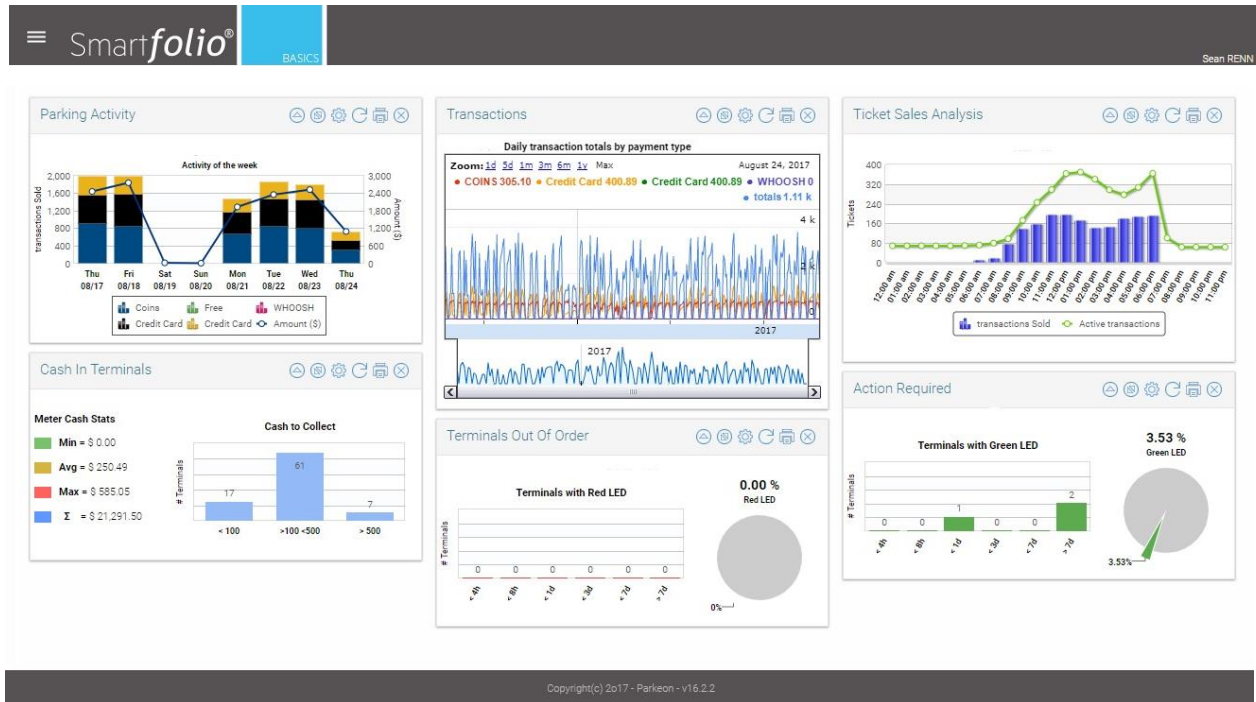 Smartfolio®
BASICS
Sean RENN
Parking Activity
Activity of the week
transactions Sold
2,000
1,600
1,200
800
400
0
3,000
2,400
1,800
1,200
600
0
Amount ($)
Thu Fri Sat Sun Mon Tue Wed Thu
08/17 08/18 08/19 08/20 08/21 08/22 08/23 08/24
Coins Free WHOOSH
Credit Card Credit Card Amount ($)
Cash In Terminals
Meter Cash Stats
Min = $ 0.00
Avg = $ 250.49
Max = $ 585.05
Σ = $ 21,291.50
Cash to Collect
# Terminals
17 61 7
< 100 >100 <500 > 500
Transactions
Daily transaction totals by payment type
Zoom: 1d 5d 1m 3m 6m 1y Max August 24, 2017
COINS 305.10 Credit Card 400.89 Credit Card 400.89 WHOOSH 0
totals 1.11 k
4 k
2 k
0
2017
2017
Terminals Out Of Order
Terminals with Red LED
# Terminals
0 0 0 0 0 0
< 4h < 8h < 1d < 3d < 7d > 7d
0.00 %
Red LED
0%
Ticket Sales Analysis
Tickets
400
320
240
160
80
0
12:00 am 01:00 am 02:00 am 03:00 am 04:00 am 05:00 am 06:00 am 07:00 am 08:00 am 09:00 am 10:00 am 11:00 am 12:00 pm 01:00 pm 02:00 pm 03:00 pm 04:00 pm 05:00 pm 06:00 pm 07:00 pm 08:00 pm 09:00 pm 10:00 pm 11:00 pm
transactions Sold Active transactions
Action Required
Terminals with Green LED
# Terminals
0 0 1 0 0 2
< 4h < 8h < 1d < 3d < 7d > 7d
3.53 %
Green LED
3.53%
Copyright(c) 2o17 - Parkeon - v16.2.2